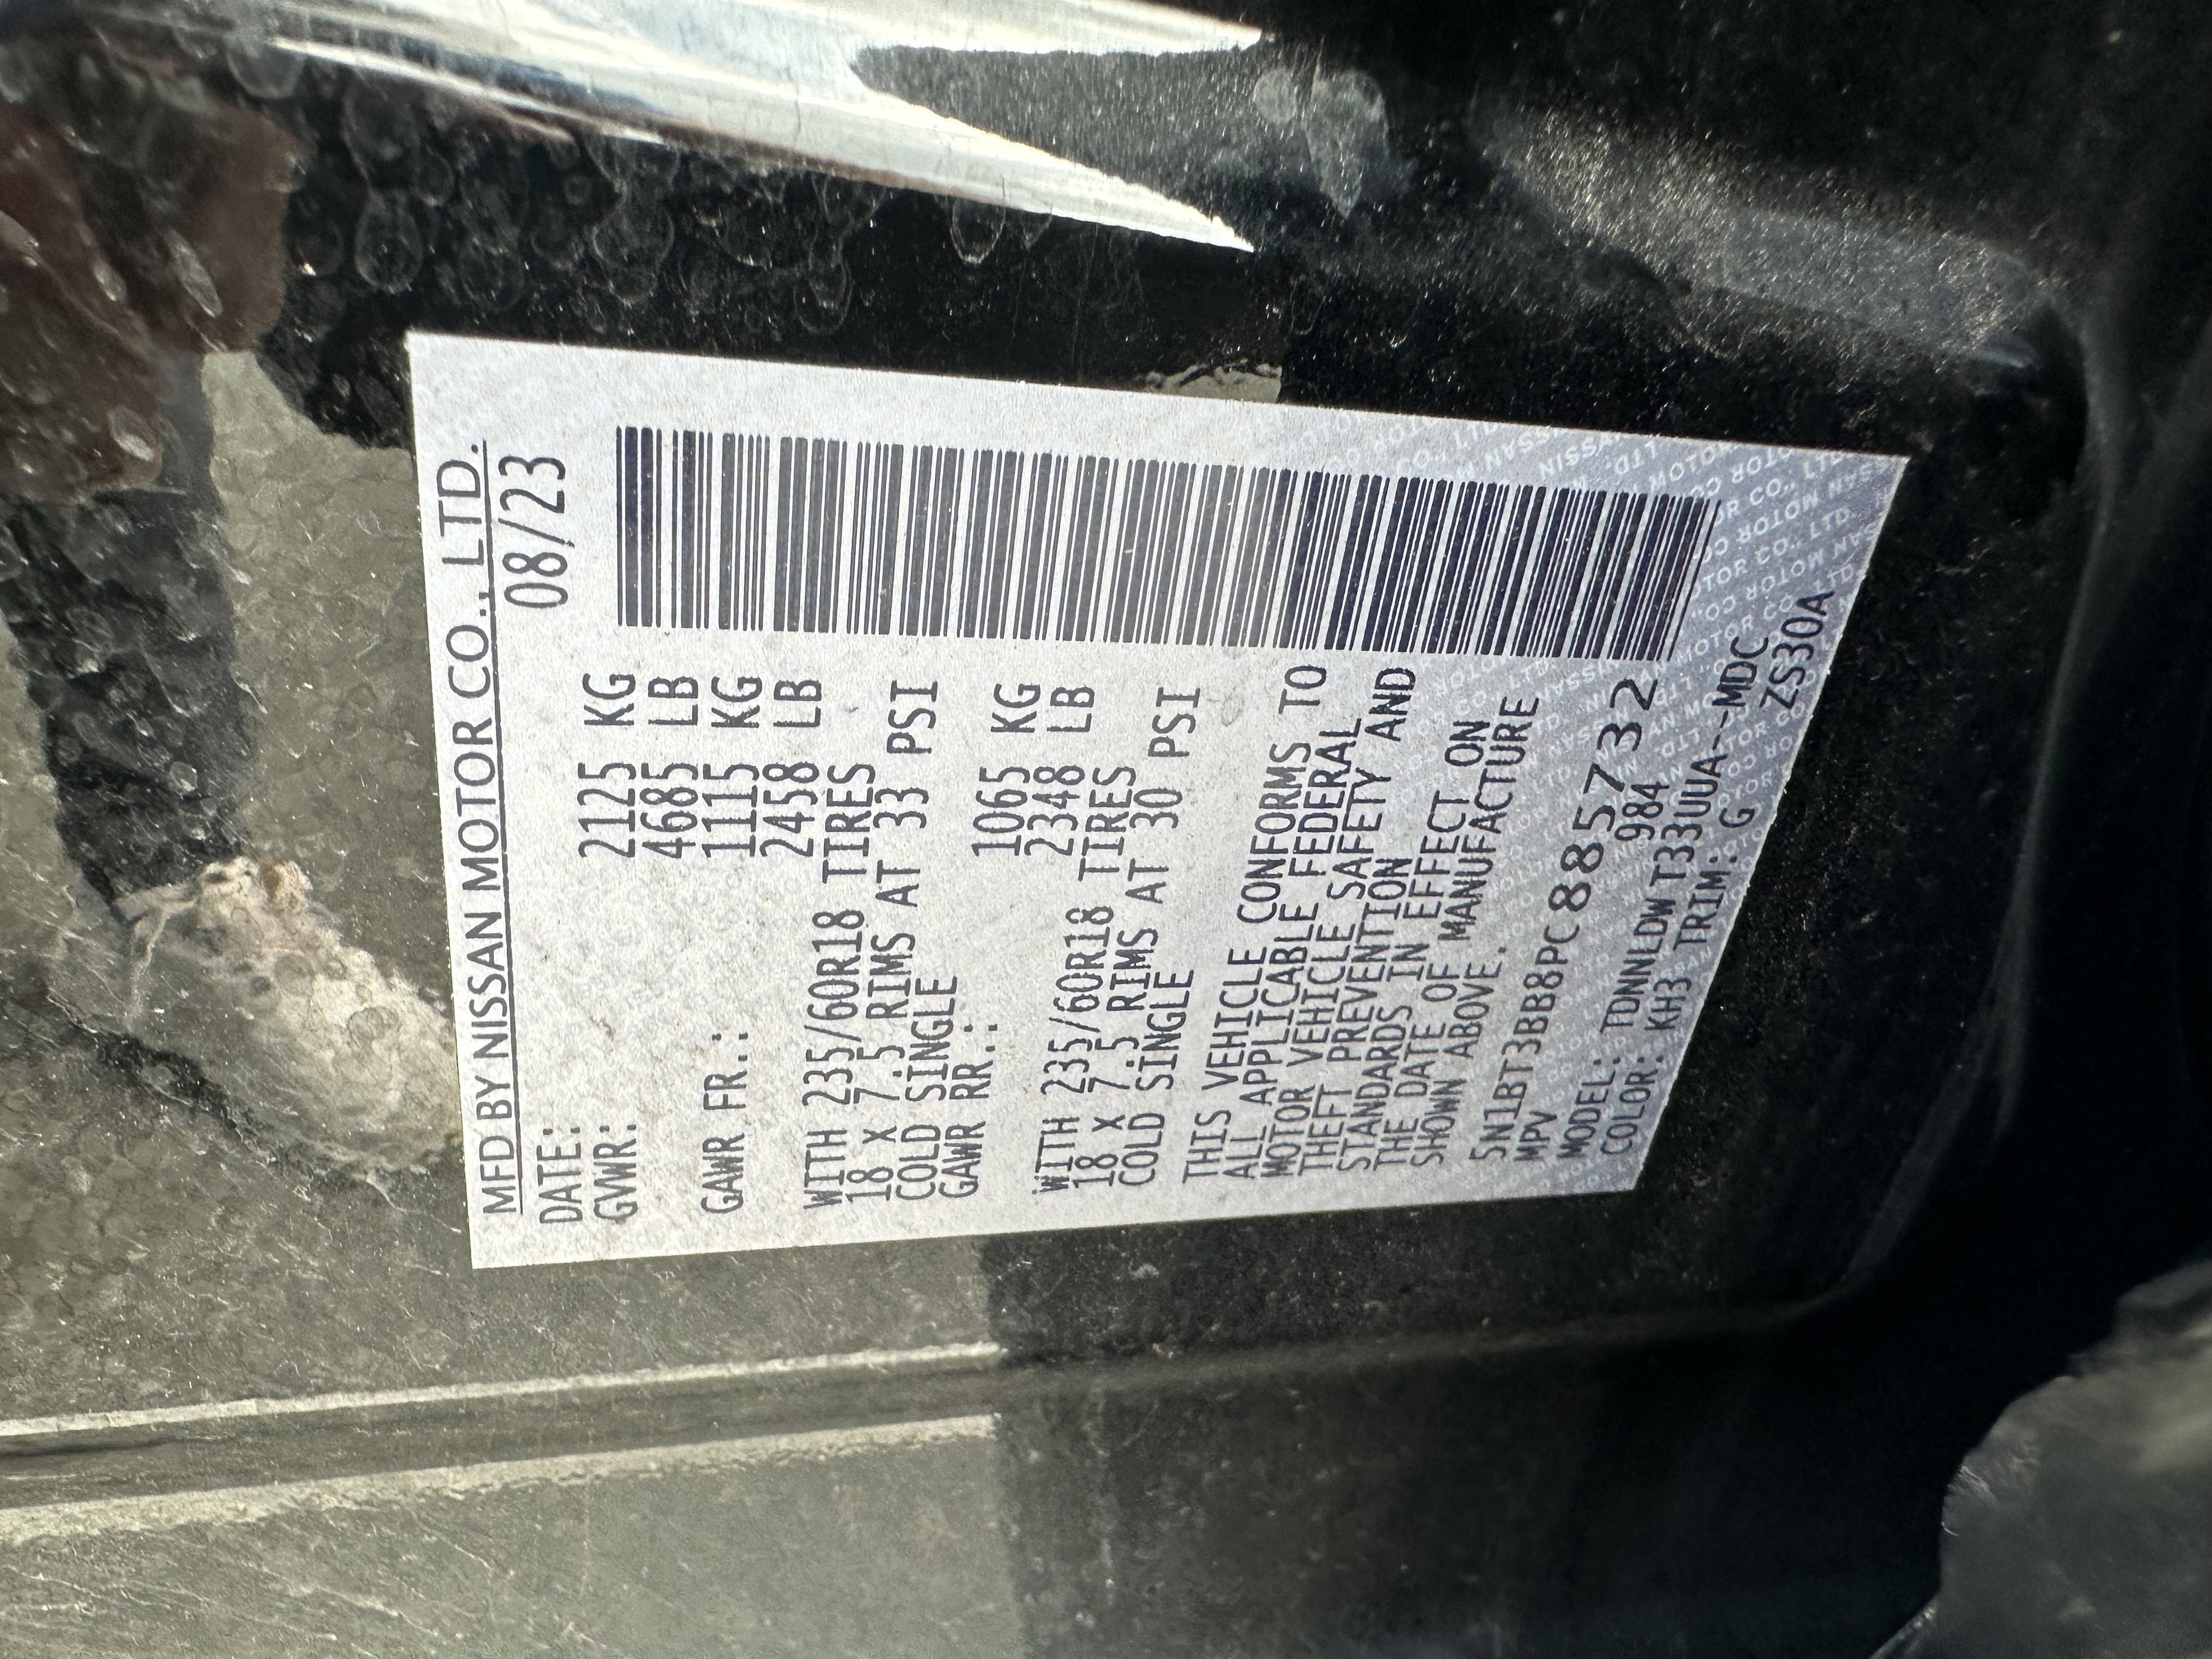 MFD BY NISSAN MOTOR CO., LTD.
DATE: 08/23
GVWR: 2125 KG
4685 LB
GAWR FR.: 1115 KG
2458 LB
WITH 235/60R18 TIRES
18 X 7.5 RIMS AT 33 PSI
COLD SINGLE
GAWR RR.: 1065 KG
2348 LB
WITH 235/60R18 TIRES
18 X 7.5 RIMS AT 30 PSI
COLD SINGLE
THIS VEHICLE CONFORMS TO
ALL APPLICABLE FEDERAL
MOTOR VEHICLE SAFETY AND
THEFT PREVENTION
STANDARDS IN EFFECT ON
THE DATE OF MANUFACTURE
SHOWN ABOVE.
5N1BT3BB8PC885732
MPV 984
MODEL: TDNNLDWT33UUA--MDC
COLOR: KH3 TRIM: G ZS30A